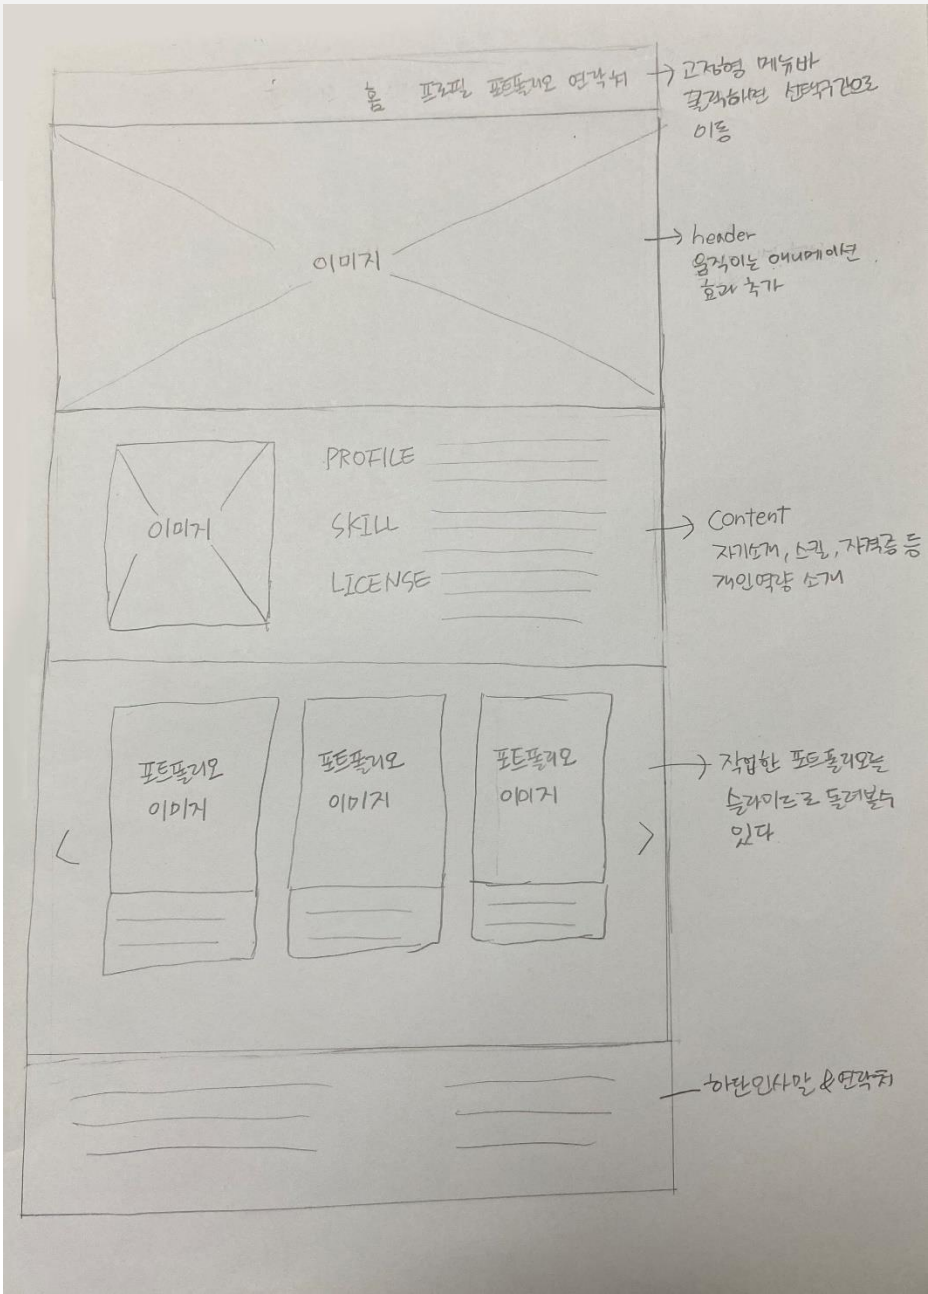 홈 프로필 포트폴리오 연락처
고정형 메뉴바
클릭하면 선택구간으로
이동
이미지
header
움직이는 애니메이션
효과 추가
이미지
PROFILE
SKILL
LICENSE
Content
자기소개, 스킬, 자격증 등
개인역량 소개
포트폴리오
이미지
포트폴리오
이미지
포트폴리오
이미지
<
>
작업한 포트폴리오를
슬라이드로 돌려볼수
있다
하단인사말 & 연락처